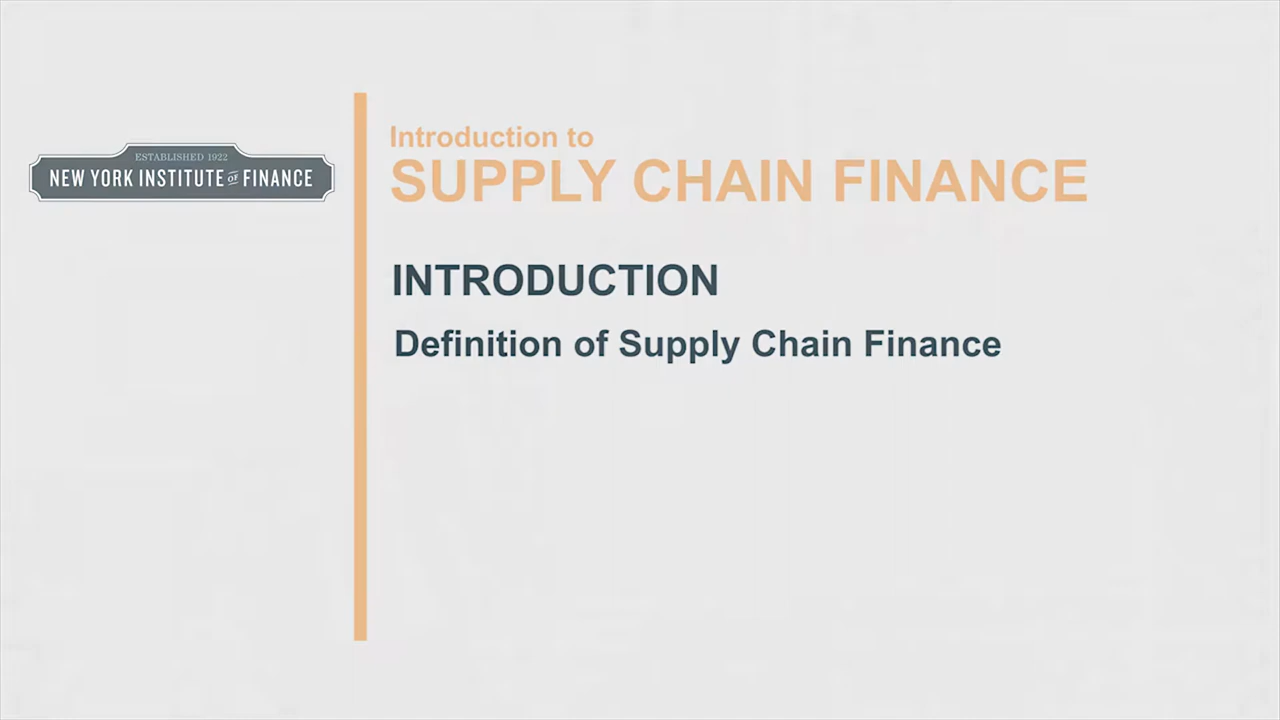 ESTABLISHED 1922
NEW YORK INSTITUTE OF FINANCE
Introduction to
SUPPLY CHAIN FINANCE
INTRODUCTION
Definition of Supply Chain Finance